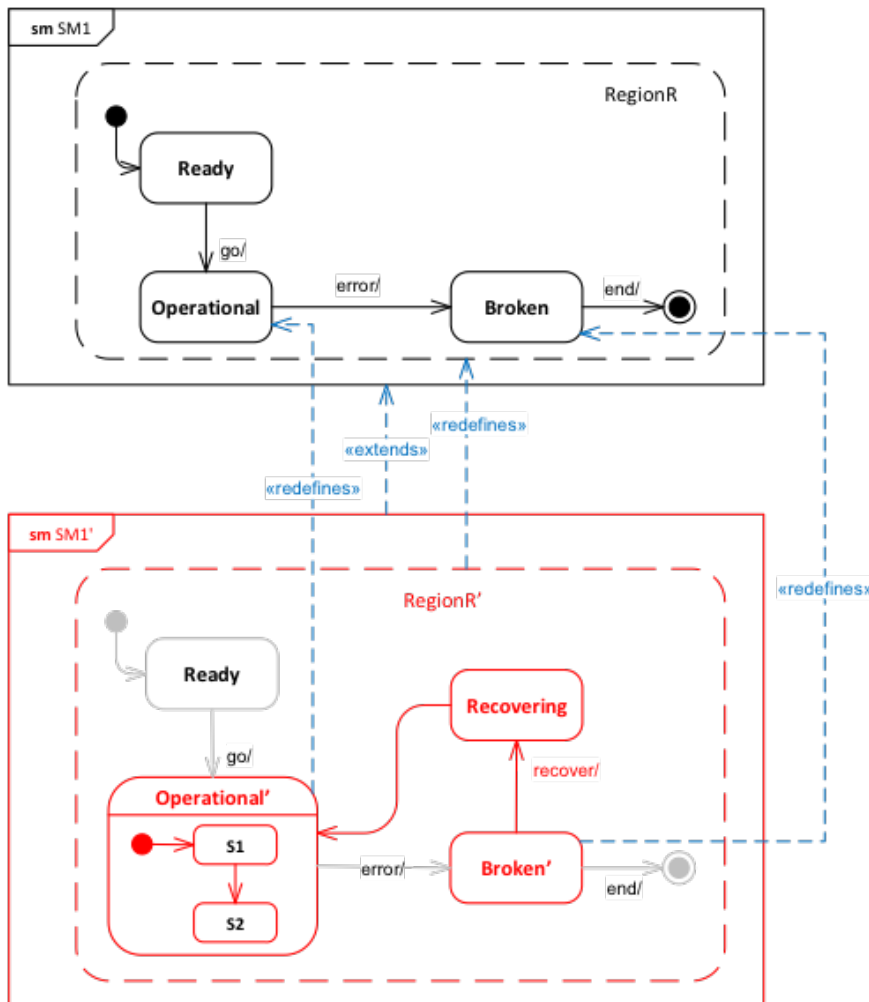 sm SM1
RegionR
Ready
go/
Operational
error/
Broken
end/
«redefines»
«extends»
«redefines»
sm SM1'
RegionR’
«redefines»
Ready
Recovering
go/
recover/
Operational’
S1
error/
Broken’
end/
S2